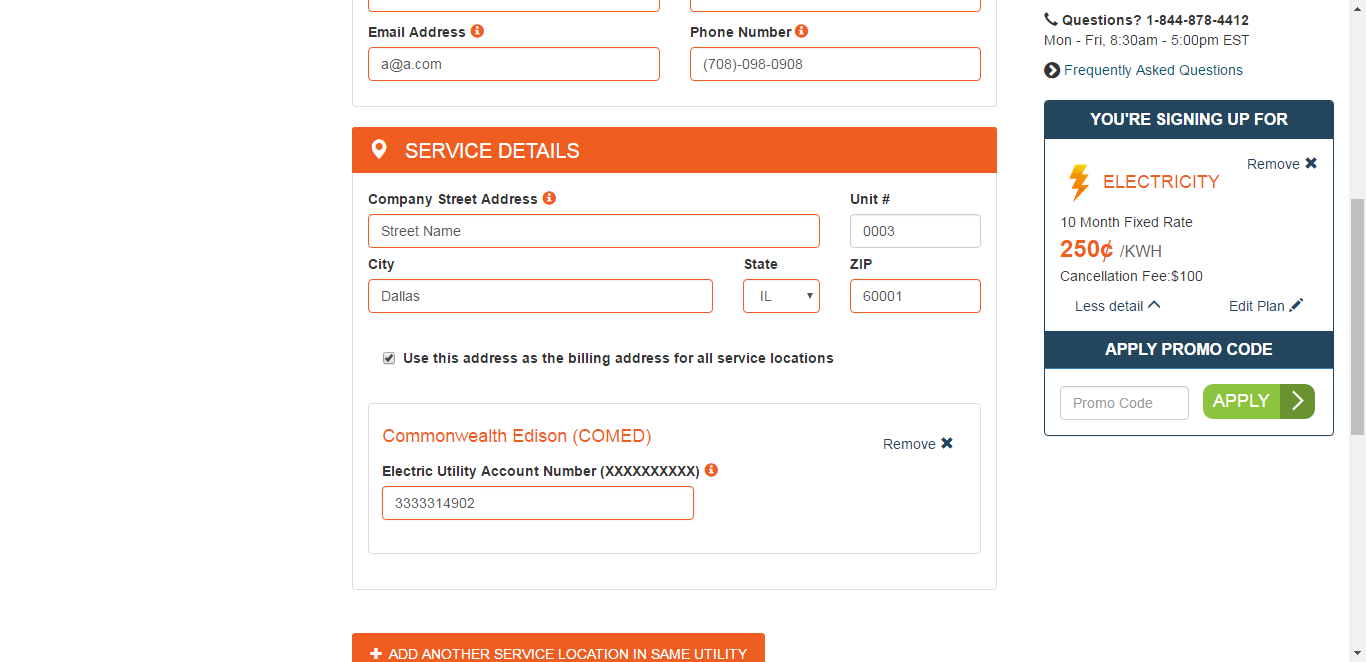 Email Address
Phone Number
a@a.com
(708)-098-0908
SERVICE DETAILS
Company Street Address
Unit #
Street Name
0003
City
State
ZIP
Dallas
IL
60001
Use this address as the billing address for all service locations
Commonwealth Edison (COMED)
Remove
Electric Utility Account Number (XXXXXXXXXX)
3333314902
ADD ANOTHER SERVICE LOCATION IN SAME UTILITY
Questions? 1-844-878-4412
Mon - Fri, 8:30am - 5:00pm EST
Frequently Asked Questions
YOU'RE SIGNING UP FOR
Remove
ELECTRICITY
10 Month Fixed Rate
250¢ /KWH
Cancellation Fee:$100
Less detail
Edit Plan
APPLY PROMO CODE
Promo Code
APPLY